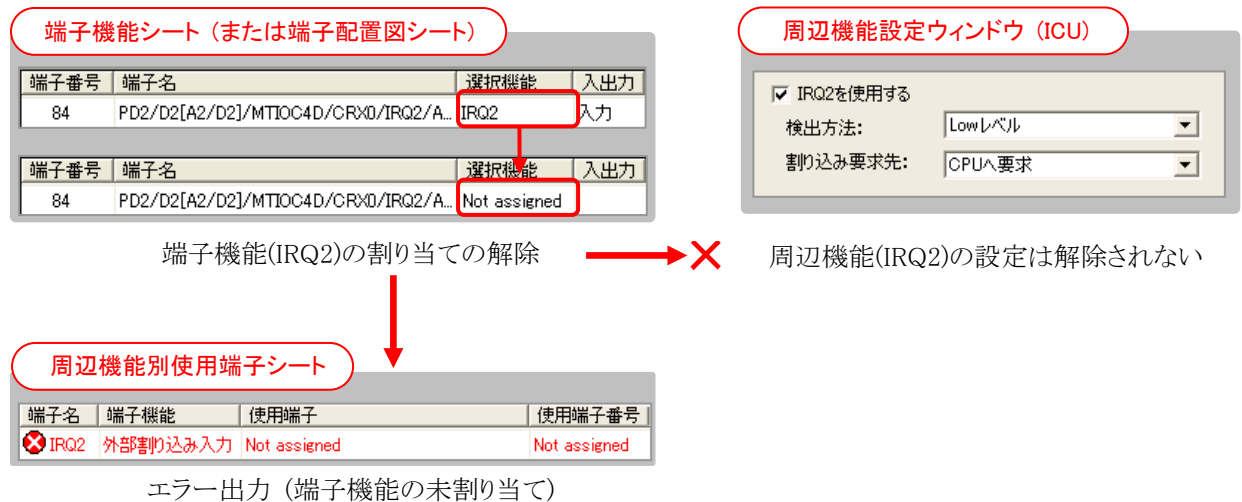 端子機能シート (または端子配置図シート)
端子番号 端子名 選択機能 入出力
84 PD2/D2[A2/D2]/MTIOC4D/CRX0/IRQ2/A... IRQ2 入力
端子番号 端子名 選択機能 入出力
84 PD2/D2[A2/D2]/MTIOC4D/CRX0/IRQ2/A... Not assigned
端子機能(IRQ2)の割り当ての解除
周辺機能設定ウィンドウ (ICU)
IRQ2を使用する
検出方法: Lowレベル
割り込み要求先: CPUへ要求
周辺機能(IRQ2)の設定は解除されない
周辺機能別使用端子シート
端子名 端子機能 使用端子 使用端子番号
IRQ2 外部割り込み入力 Not assigned Not assigned
エラー出力 (端子機能の未割り当て)